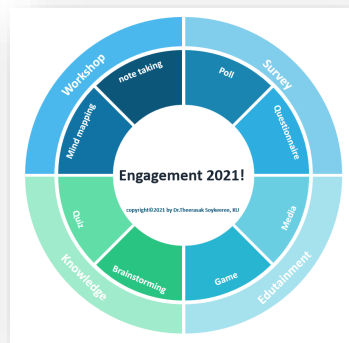 Workshop
Survey
note taking
Poll
Mind mapping
Questionnaire
Engagement 2021!
copyright©2021 by Dr.Theerasak Soykeeree, KU
Quiz
Media
Brainstorming
Game
Knowledge
Edutainment